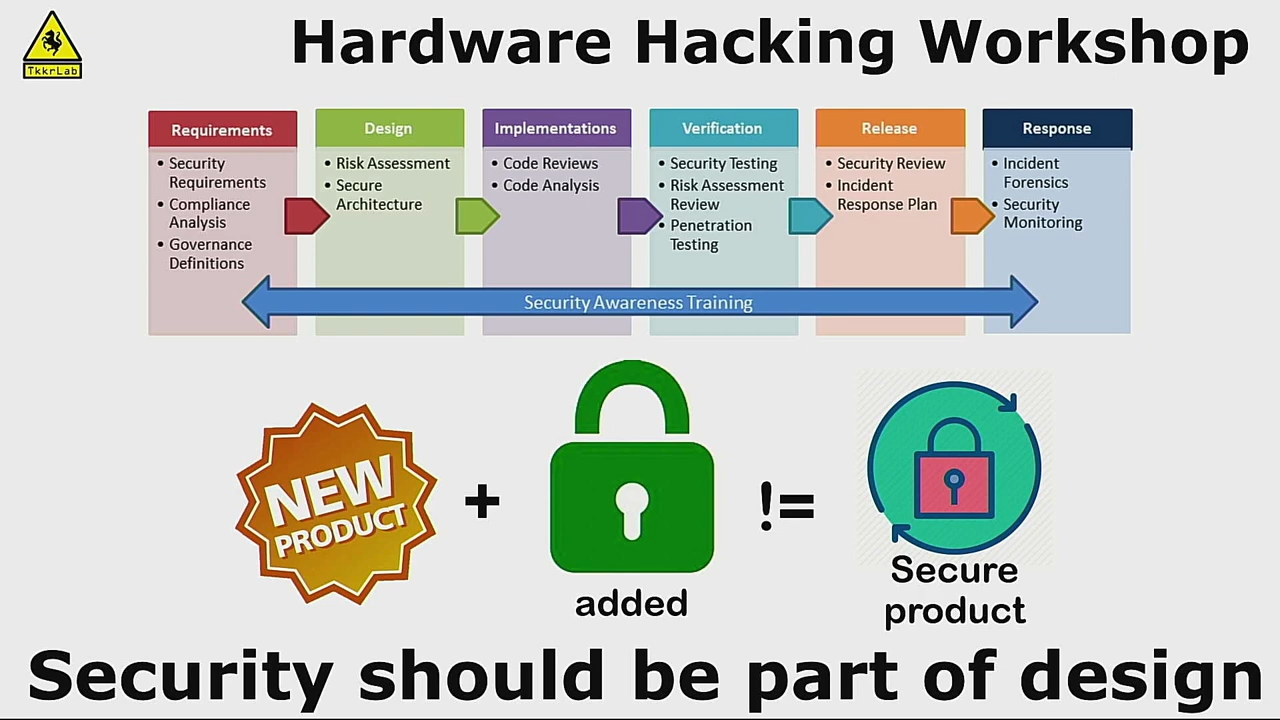 TkkrLab
Hardware Hacking Workshop
Requirements
• Security
Requirements
• Compliance
Analysis
• Governance
Definitions
Design
• Risk Assessment
• Secure
Architecture
Implementations
• Code Reviews
• Code Analysis
Verification
• Security Testing
• Risk Assessment
Review
• Penetration
Testing
Release
• Security Review
• Incident
Response Plan
Response
• Incident
Forensics
• Security
Monitoring
Security Awareness Training
NEW
PRODUCT
+
added
!=
Secure
product
Security should be part of design